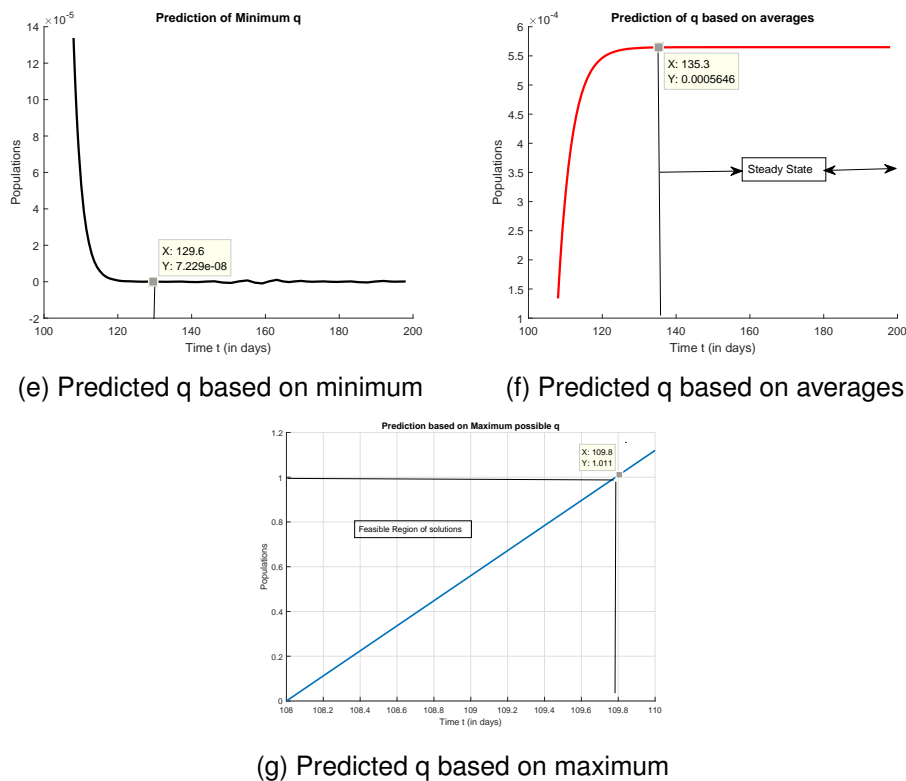 Prediction of Minimum q
×10-5
14
12
10
8
6
4
2
0
-2
Populations
X: 129.6
Y: 7.229e-08
100 120 140 160 180 200
Time t (in days)
(e) Predicted q based on minimum
Prediction of q based on averages
×10-4
6
5.5
5
4.5
4
3.5
3
2.5
2
1.5
1
Populations
X: 135.3
Y: 0.0005646
Steady State
100 120 140 160 180 200
Time t (in days)
(f) Predicted q based on averages
Prediction based on Maximum possible q
1.2
1
0.8
0.6
0.4
0.2
0
Populations
X: 109.8
Y: 1.011
Feasible Region of solutions
108 108.2 108.4 108.6 108.8 109 109.2 109.4 109.6 109.8 110
Time t (in days)
(g) Predicted q based on maximum